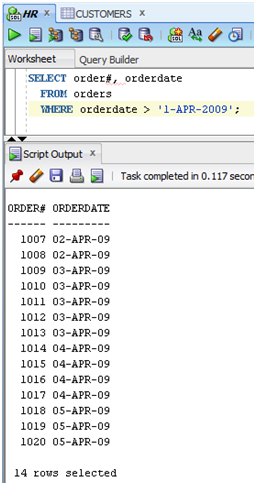 HR x CUSTOMERS x
Worksheet Query Builder
SELECT order#, orderdate
FROM orders
WHERE orderdate > '1-APR-2009';
Script Output x
Task completed in 0.117 secon
ORDER# ORDERDATE
------ ---------
1007 02-APR-09
1008 02-APR-09
1009 03-APR-09
1010 03-APR-09
1011 03-APR-09
1012 03-APR-09
1013 03-APR-09
1014 04-APR-09
1015 04-APR-09
1016 04-APR-09
1017 04-APR-09
1018 05-APR-09
1019 05-APR-09
1020 05-APR-09
14 rows selected